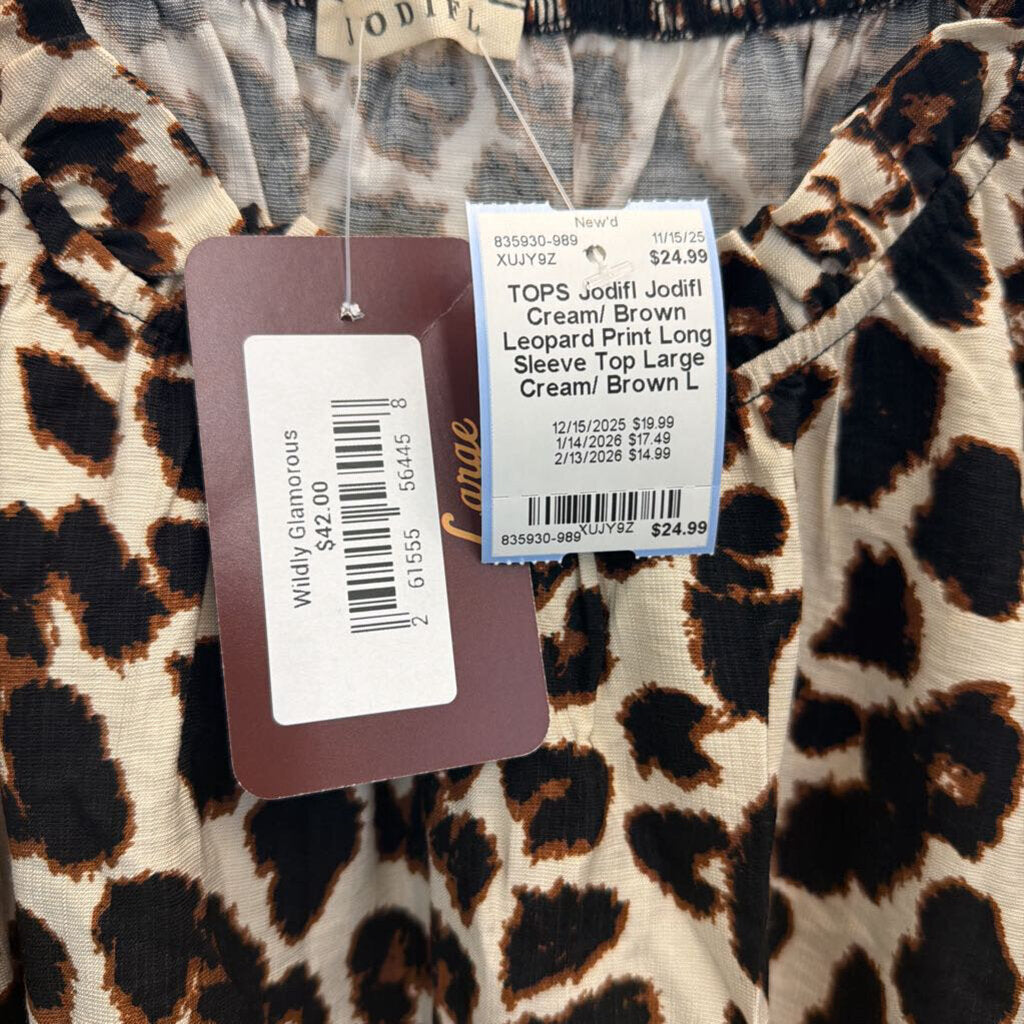 JODIFL
New'd
835930-989 11/15/25
XUJY9Z $24.99
TOPS Jodifl Jodifl
Cream/ Brown
Leopard Print Long
Sleeve Top Large
Cream/ Brown L
12/15/2025 $19.99
1/14/2026 $17.49
2/13/2026 $14.99
XUJY9Z
835930-989 $24.99
Wildly Glamorous
$42.00
2 61555 56445 8
Large